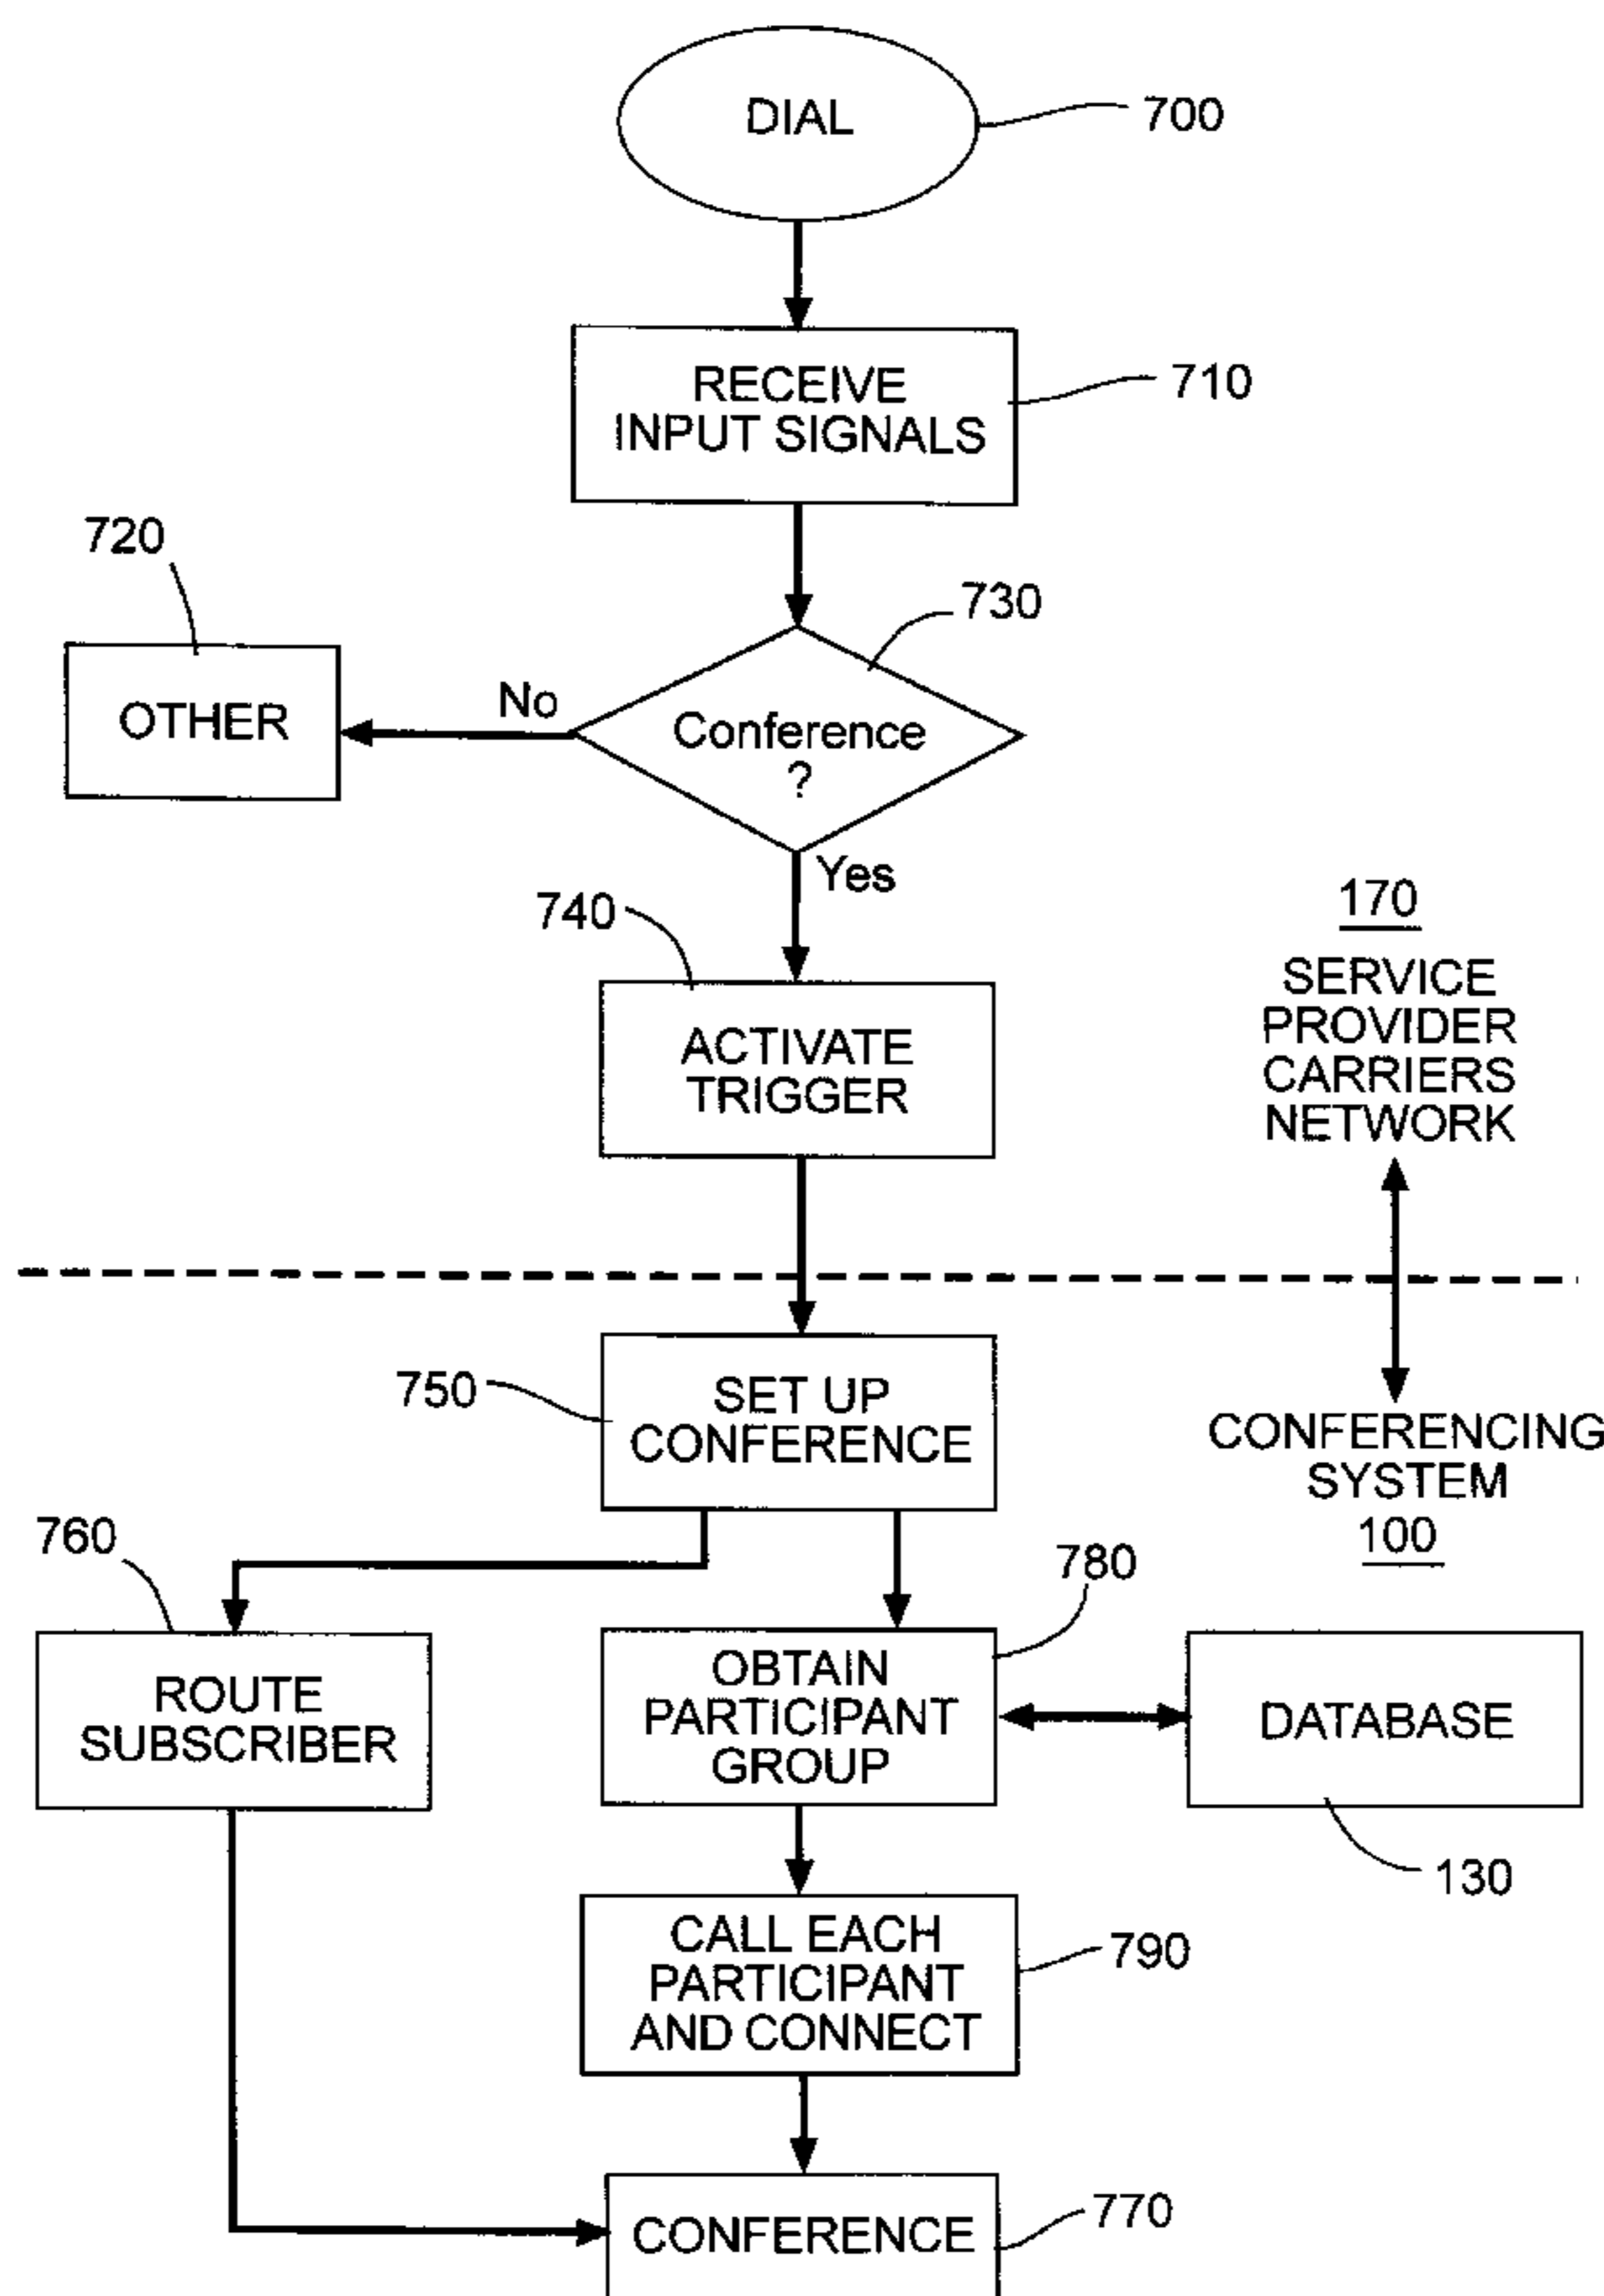 DIAL
700
RECEIVE
INPUT SIGNALS
710
720
730
OTHER
No
Conference
?
Yes
740
ACTIVATE
TRIGGER
170
SERVICE
PROVIDER
CARRIERS
NETWORK
750
SET UP
CONFERENCE
CONFERENCING
SYSTEM
100
760
780
ROUTE
SUBSCRIBER
OBTAIN
PARTICIPANT
GROUP
DATABASE
130
CALL EACH
PARTICIPANT
AND CONNECT
790
CONFERENCE
770